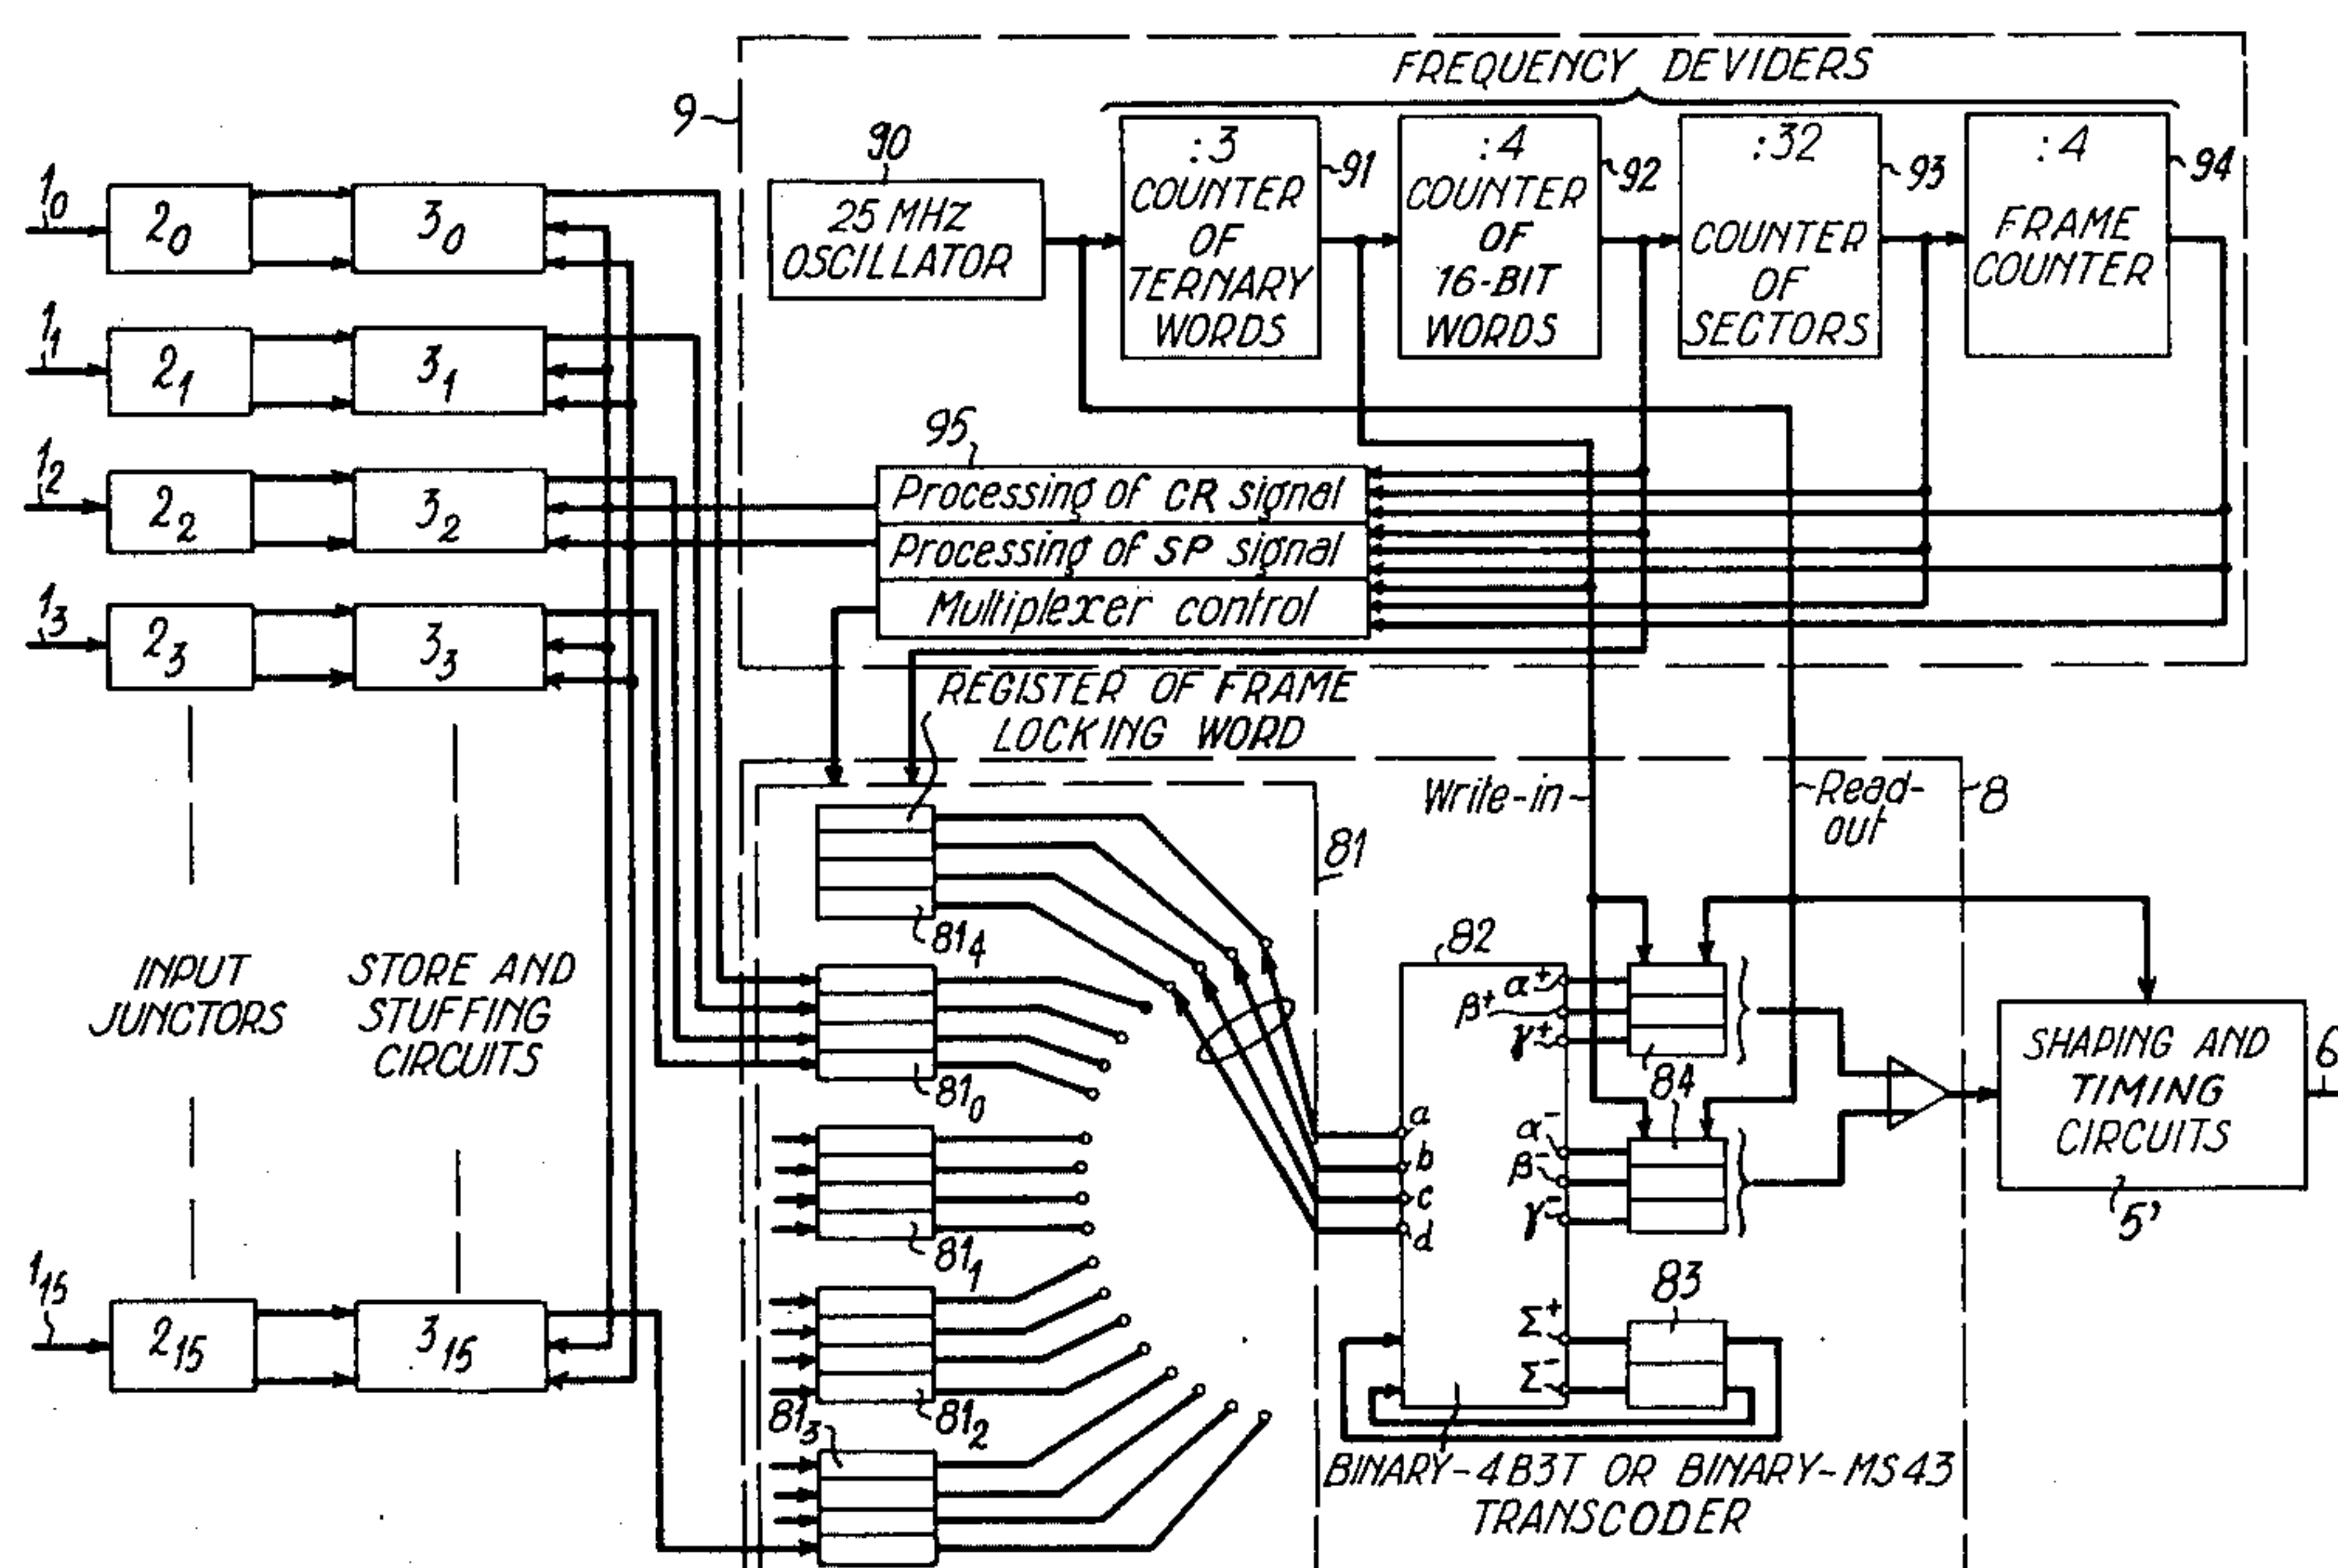 FREQUENCY DEVIDERS
9
90
25 MHZ
OSCILLATOR
:3
COUNTER
OF
TERNARY
WORDS
91
:4
COUNTER
OF
16-BIT
WORDS
92
:32
COUNTER
OF
SECTORS
93
:4
FRAME
COUNTER
94
1₀
2₀
3₀
1₁
2₁
3₁
1₂
2₂
3₂
1₃
2₃
3₃
95
Processing of CR signal
Processing of SP signal
Multiplexer control
REGISTER OF FRAME
LOCKING WORD
Write-in
Read-
out
8
81
81₄
81₀
81₁
81₂
81₃
INPUT
JUNCTORS
STORE AND
STUFFING
CIRCUITS
1₁₅
2₁₅
3₁₅
82
a
b
c
d
α⁺
β⁺
γ⁺
84
α⁻
β⁻
γ⁻
Σ⁺
Σ⁻
83
SHAPING AND
TIMING
CIRCUITS
5'
6
BINARY-4B3T OR BINARY-MS43
TRANSCODER